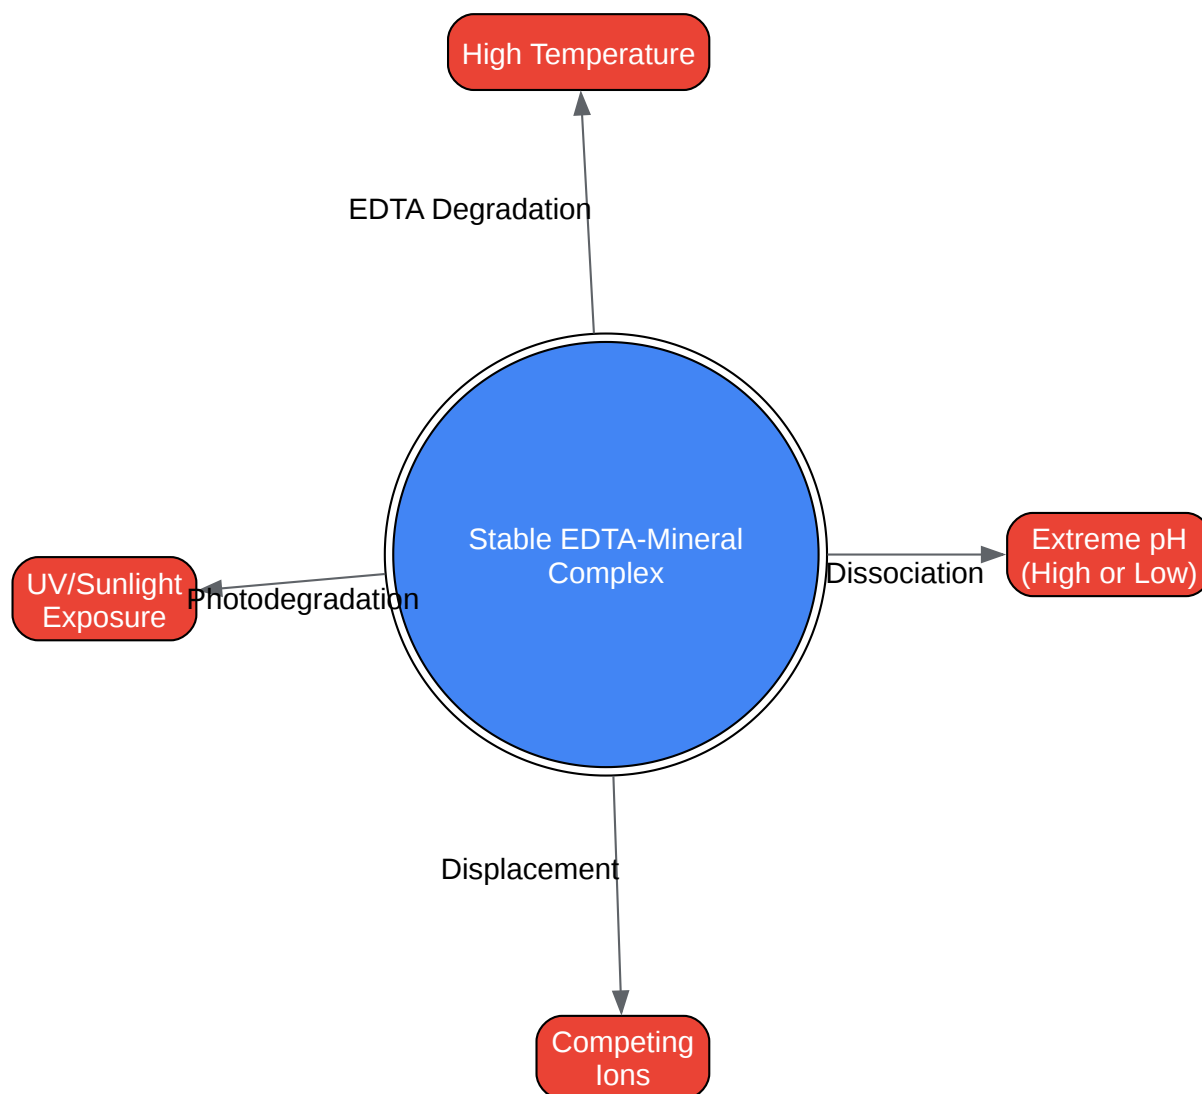 High Temperature
EDTA Degradation
Stable EDTA-Mineral
Complex
Extreme pH
(High or Low)
Dissociation
UV/Sunlight
Exposure
Photodegradation
Displacement
Competing
Ions